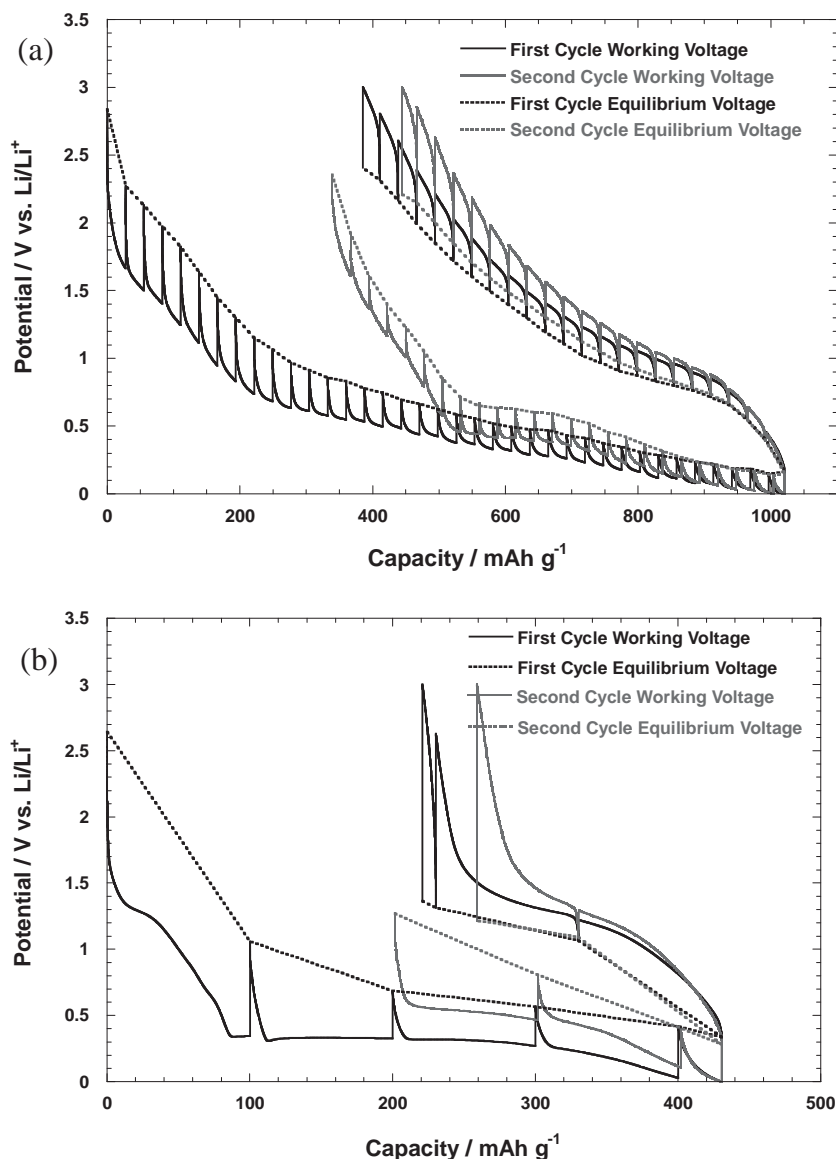 (a)
First Cycle Working Voltage
Second Cycle Working Voltage
First Cycle Equilibrium Voltage
Second Cycle Equilibrium Voltage
Potential / V vs. Li/Li+
3.5
3
2.5
2
1.5
1
0.5
0
0 200 400 600 800 1000
Capacity / mAh g-1
(b)
First Cycle Working Voltage
First Cycle Equilibrium Voltage
Second Cycle Working Voltage
Second Cycle Equilibrium Voltage
Potential / V vs. Li/Li+
3.5
3
2.5
2
1.5
1
0.5
0
0 100 200 300 400 500
Capacity / mAh g-1